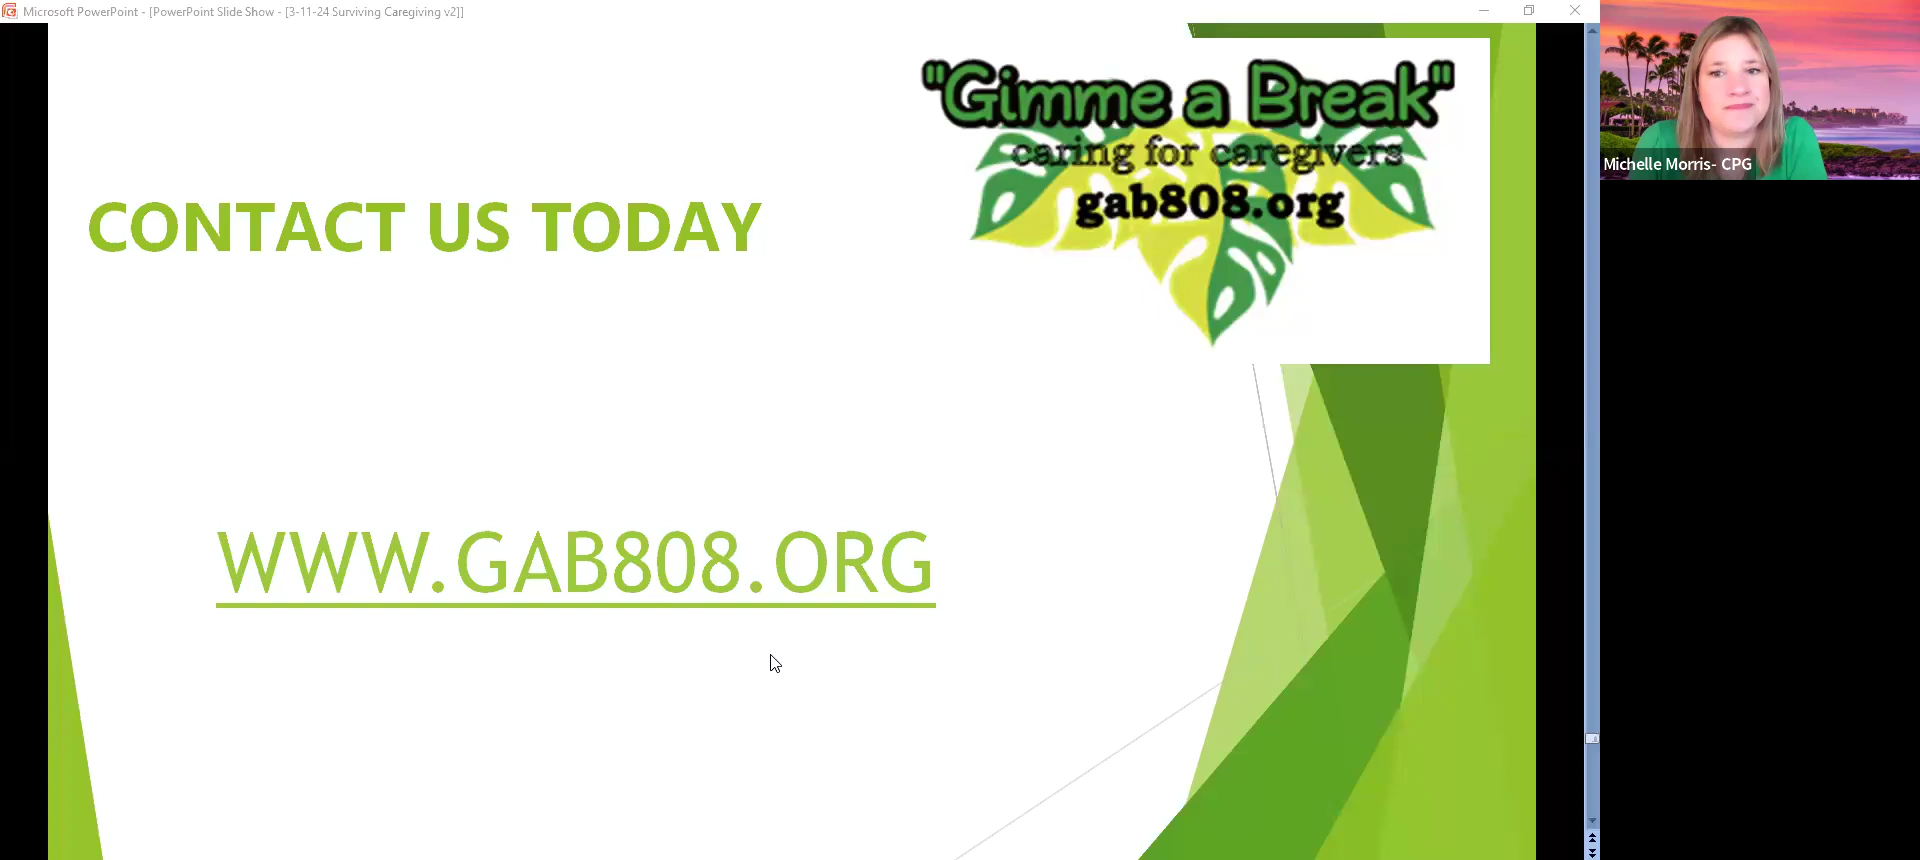 Microsoft PowerPoint - [PowerPoint Slide Show - [3-11-24 Surviving Caregiving v2]]
"Gimme a Break"
caring for caregivers
gab808.org
Michelle Morris- CPG
CONTACT US TODAY
WWW.GAB808.ORG